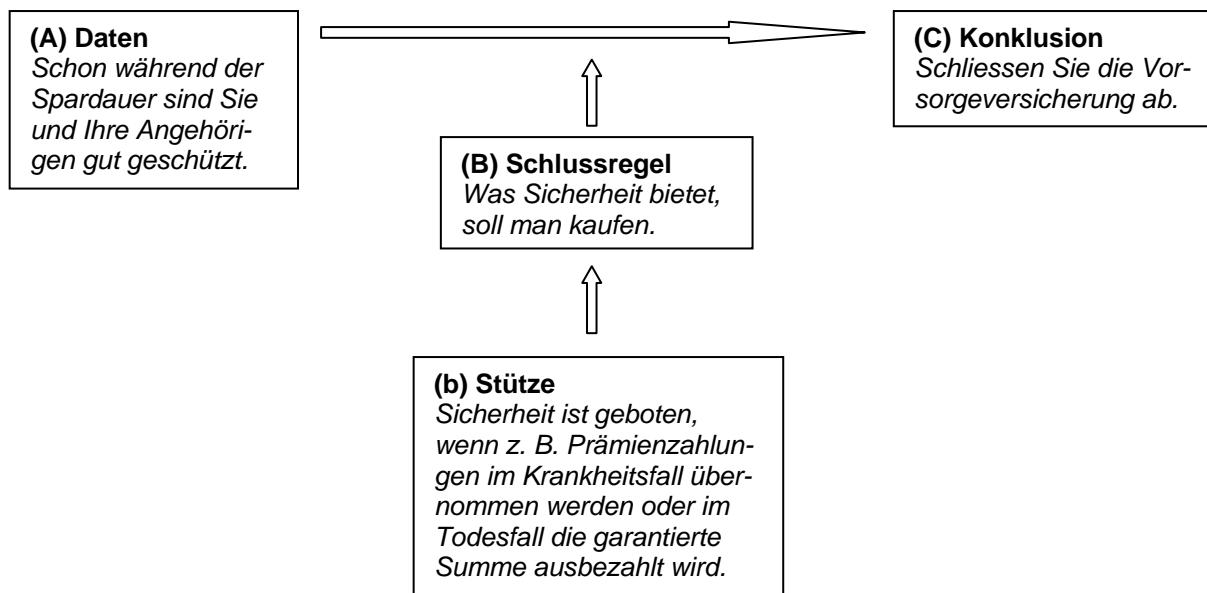 (A) Daten
Schon während der
Spardauer sind Sie
und Ihre Angehöri-
gen gut geschützt.
(C) Konklusion
Schliessen Sie die Vor-
sorgeversicherung ab.
(B) Schlussregel
Was Sicherheit bietet,
soll man kaufen.
(b) Stütze
Sicherheit ist geboten,
wenn z. B. Prämienzahlun-
gen im Krankheitsfall über-
nommen werden oder im
Todesfall die garantierte
Summe ausbezahlt wird.